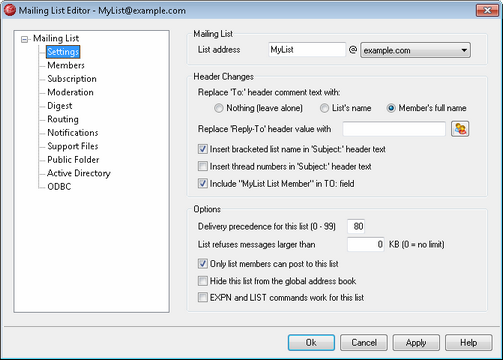 Mailing List Editor - MyList@example.com
Mailing List
Settings
Members
Subscription
Moderation
Digest
Routing
Notifications
Support Files
Public Folder
Active Directory
ODBC
Mailing List
List address MyList @ example.com
Header Changes
Replace 'To:' header comment text with:
Nothing (leave alone) List's name Member's full name
Replace 'Reply-To' header value with
Insert bracketed list name in 'Subject:' header text
Insert thread numbers in 'Subject:' header text
Include "MyList List Member" in TO: field
Options
Delivery precedence for this list (0 - 99) 80
List refuses messages larger than 0 KB (0 = no limit)
Only list members can post to this list
Hide this list from the global address book
EXPN and LIST commands work for this list
Ok Cancel Apply Help